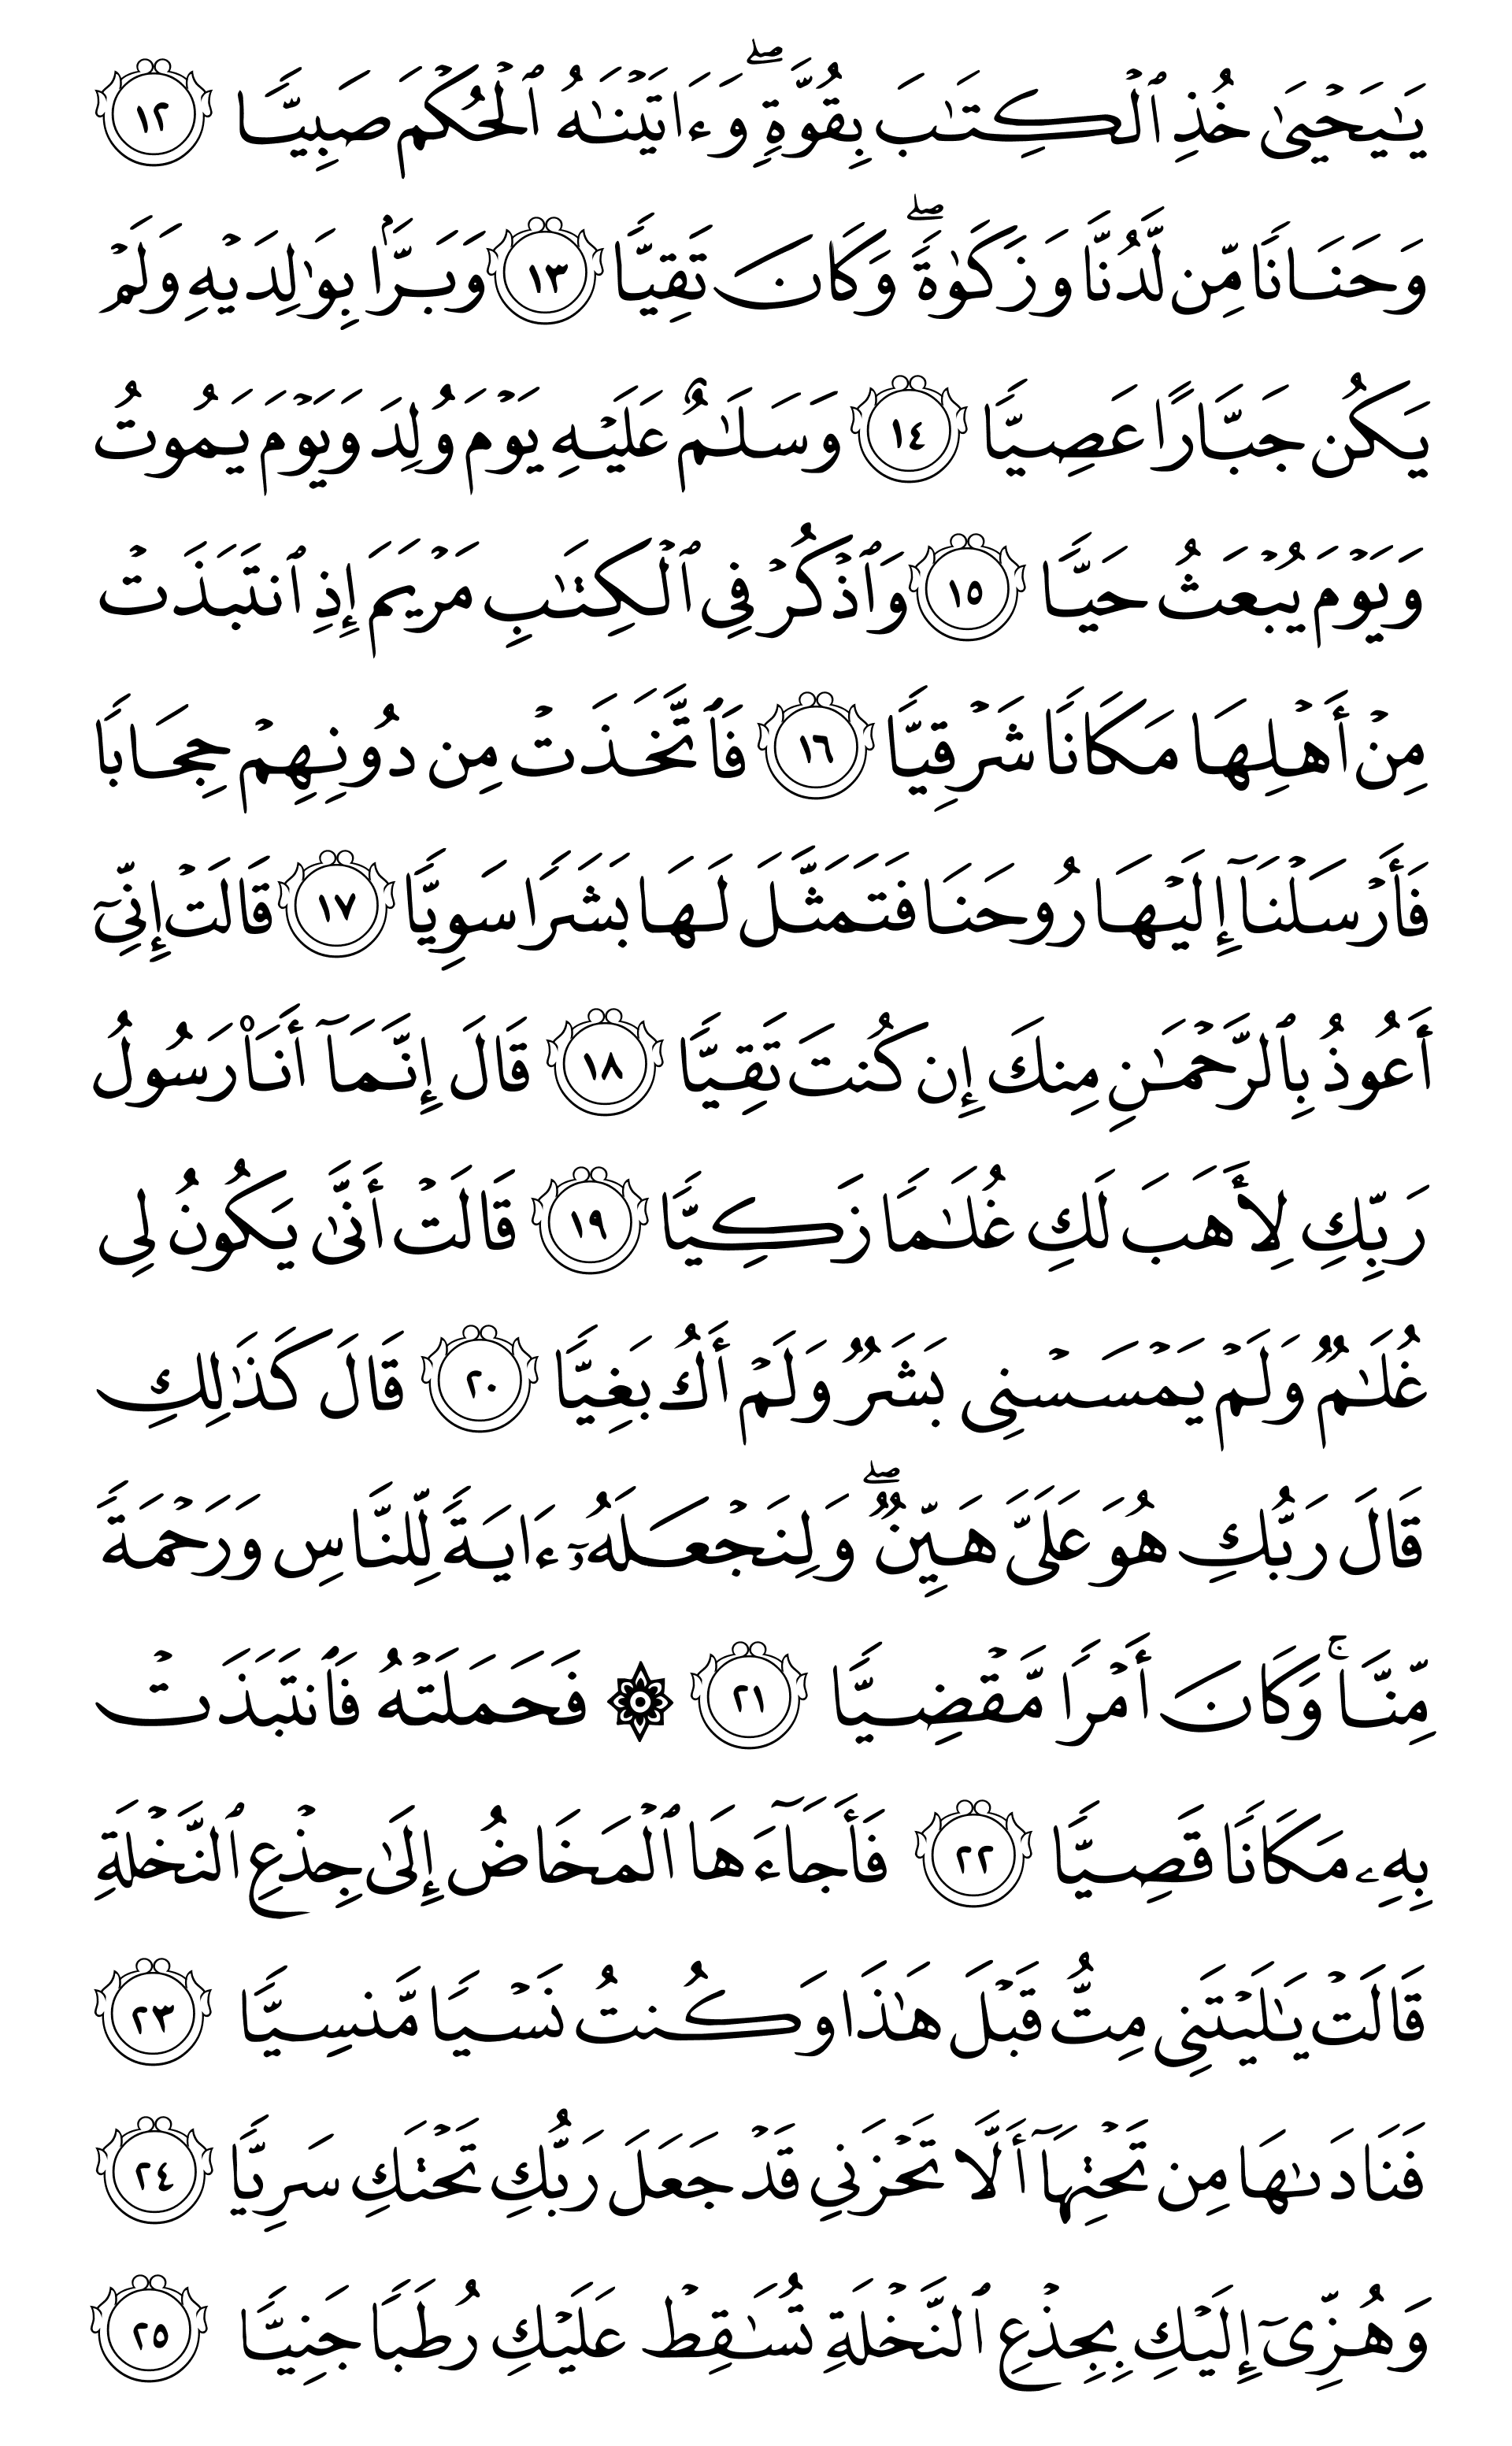 يَـٰيَحۡيَىٰ خُذِ ٱلۡكِتَـٰبَ بِقُوَّةٖۖ وَءَاتَيۡنَـٰهُ ٱلۡحُكۡمَ صَبِيّٗا ١٢
وَحَنَانٗا مِّن لَّدُنَّا وَزَكَوٰةٗۖ وَكَانَ تَقِيّٗا ١٣ وَبَرَّۢا بِوَٰلِدَيۡهِ وَلَمۡ
يَكُن جَبَّارًا عَصِيّٗا ١٤ وَسَلَـٰمٌ عَلَيۡهِ يَوۡمَ وُلِدَ وَيَوۡمَ يَمُوتُ
وَيَوۡمَ يُبۡعَثُ حَيّٗا ١٥ وَٱذۡكُرۡ فِي ٱلۡكِتَـٰبِ مَرۡيَمَ إِذِ ٱنتَبَذَتۡ
مِنۡ أَهۡلِهَا مَكَانٗا شَرۡقِيّٗا ١٦ فَٱتَّخَذَتۡ مِن دُونِهِمۡ حِجَابٗا
فَأَرۡسَلۡنَآ إِلَيۡهَا رُوحَنَا فَتَمَثَّلَ لَهَا بَشَرٗا سَوِيّٗا ١٧ قَالَتۡ إِنِّيٓ
أَعُوذُ بِٱلرَّحۡمَـٰنِ مِنكَ إِن كُنتَ تَقِيّٗا ١٨ قَالَ إِنَّمَآ أَنَا۠ رَسُولُ
رَبِّكِ لِأَهَبَ لَكِ غُلَـٰمٗا زَكِيّٗا ١٩ قَالَتۡ أَنَّىٰ يَكُونُ لِي
غُلَـٰمٞ وَلَمۡ يَمۡسَسۡنِي بَشَرٞ وَلَمۡ أَكُ بَغِيّٗا ٢٠ قَالَ كَذَٰلِكِ
قَالَ رَبُّكِ هُوَ عَلَيَّ هَيِّنٞۖ وَلِنَجۡعَلَهُۥٓ ءَايَةٗ لِّلنَّاسِ وَرَحۡمَةٗ
مِّنَّاۚ وَكَانَ أَمۡرٗا مَّقۡضِيّٗا ٢١ ۞ فَحَمَلَتۡهُ فَٱنتَبَذَتۡ
بِهِۦ مَكَانٗا قَصِيّٗا ٢٢ فَأَجَآءَهَا ٱلۡمَخَاضُ إِلَىٰ جِذۡعِ ٱلنَّخۡلَةِ
قَالَتۡ يَـٰلَيۡتَنِي مِتُّ قَبۡلَ هَـٰذَا وَكُنتُ نَسۡيٗا مَّنسِيّٗا ٢٣
فَنَادَىٰهَا مِن تَحۡتِهَآ أَلَّا تَحۡزَنِي قَدۡ جَعَلَ رَبُّكِ تَحۡتَكِ سَرِيّٗا ٢٤
وَهُزِّيٓ إِلَيۡكِ بِجِذۡعِ ٱلنَّخۡلَةِ تُسَـٰقِطۡ عَلَيۡكِ رُطَبٗا جَنِيّٗا ٢٥